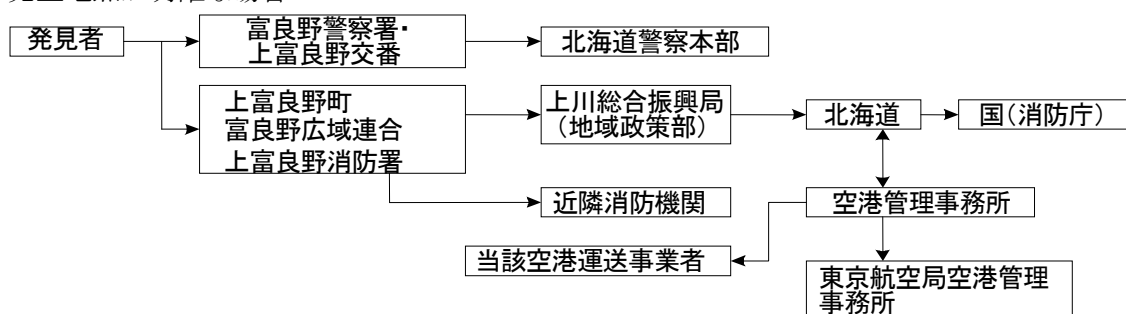 発見者
富良野警察署・
上富良野交番
北海道警察本部
上富良野町
富良野広域連合
上富良野消防署
上川総合振興局
（地域政策部）
北海道
国（消防庁）
近隣消防機関
空港管理事務所
当該空港運送事業者
東京航空局空港管理
事務所